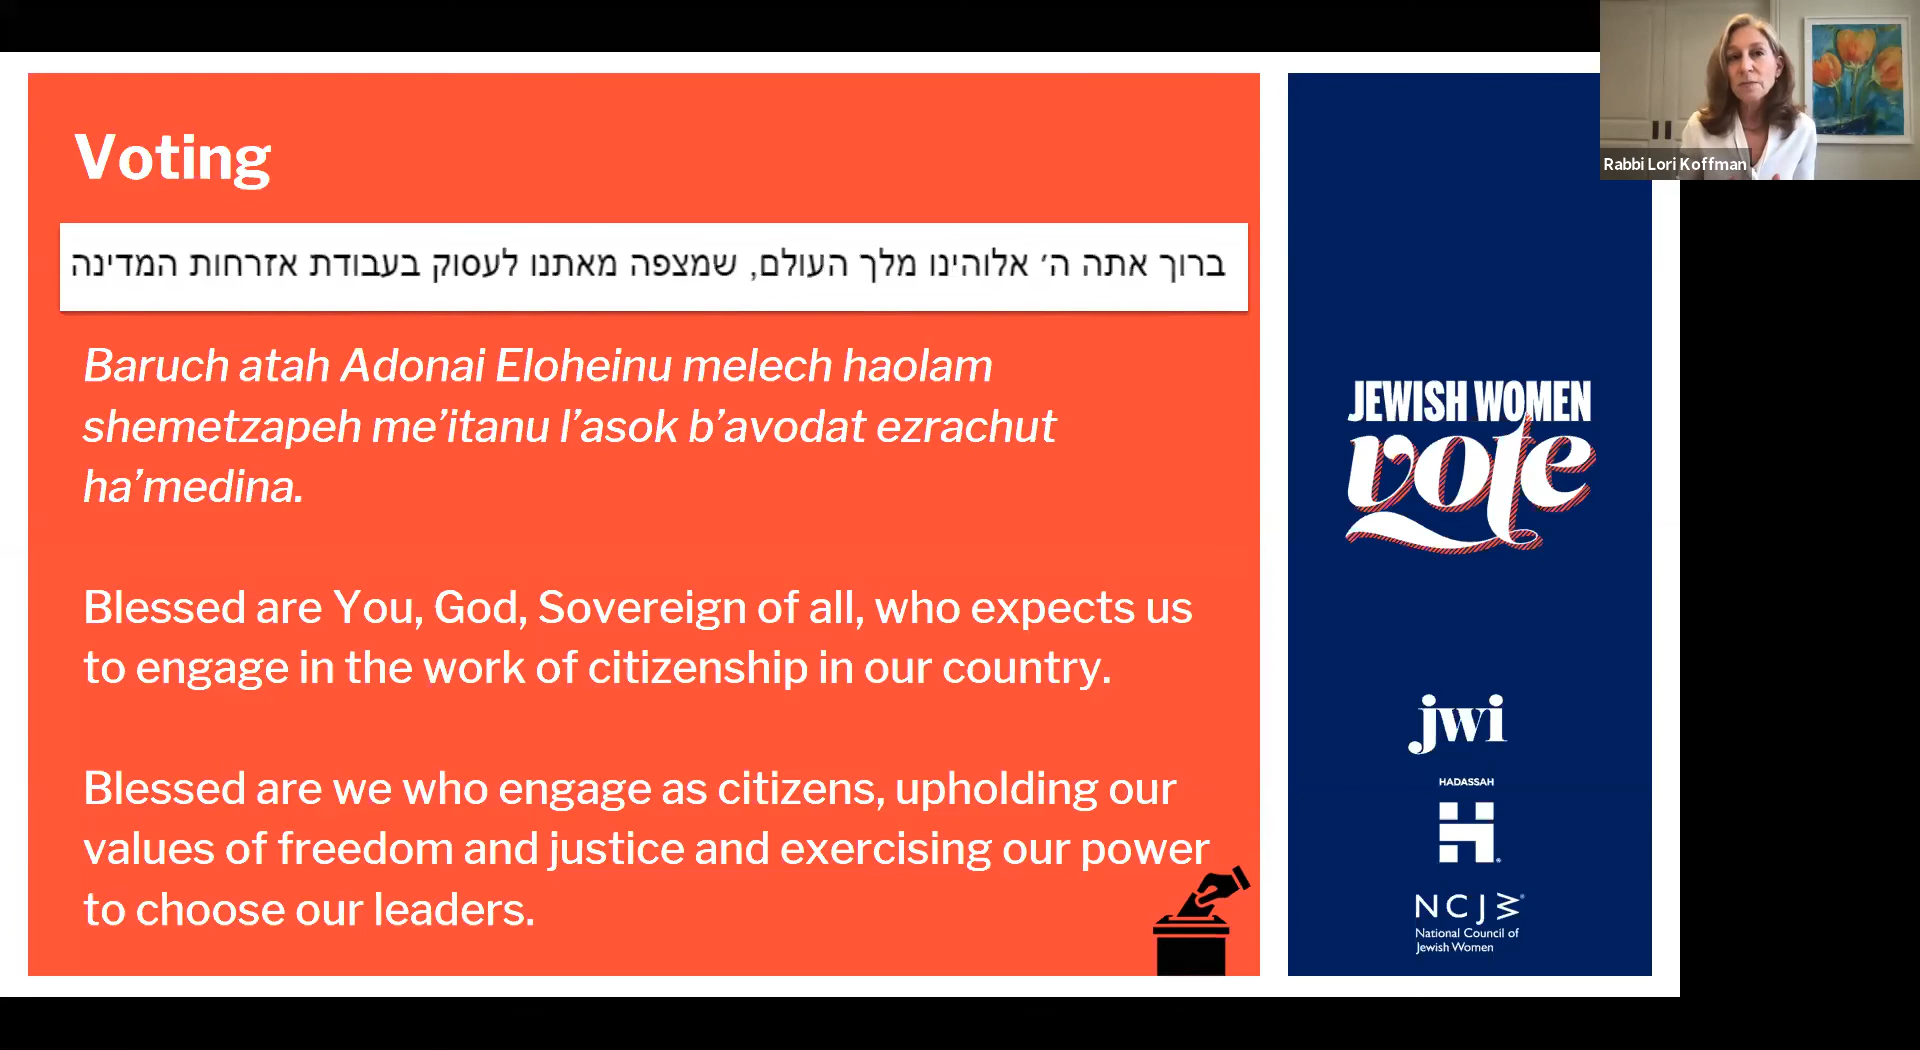 Voting
ברוך אתה ה׳ אלוהינו מלך העולם, שמצפה מאתנו לעסוק בעבודת אזרחות המדינה
Baruch atah Adonai Eloheinu melech haolam
shemetzapeh me’itanu l’asok b’avodat ezrachut
ha’medina.
Blessed are You, God, Sovereign of all, who expects us
to engage in the work of citizenship in our country.
Blessed are we who engage as citizens, upholding our
values of freedom and justice and exercising our power
to choose our leaders.
JEWISH WOMEN
vote
jwi
HADASSAH
H®
NCJW®
National Council of
Jewish Women
Rabbi Lori Koffman